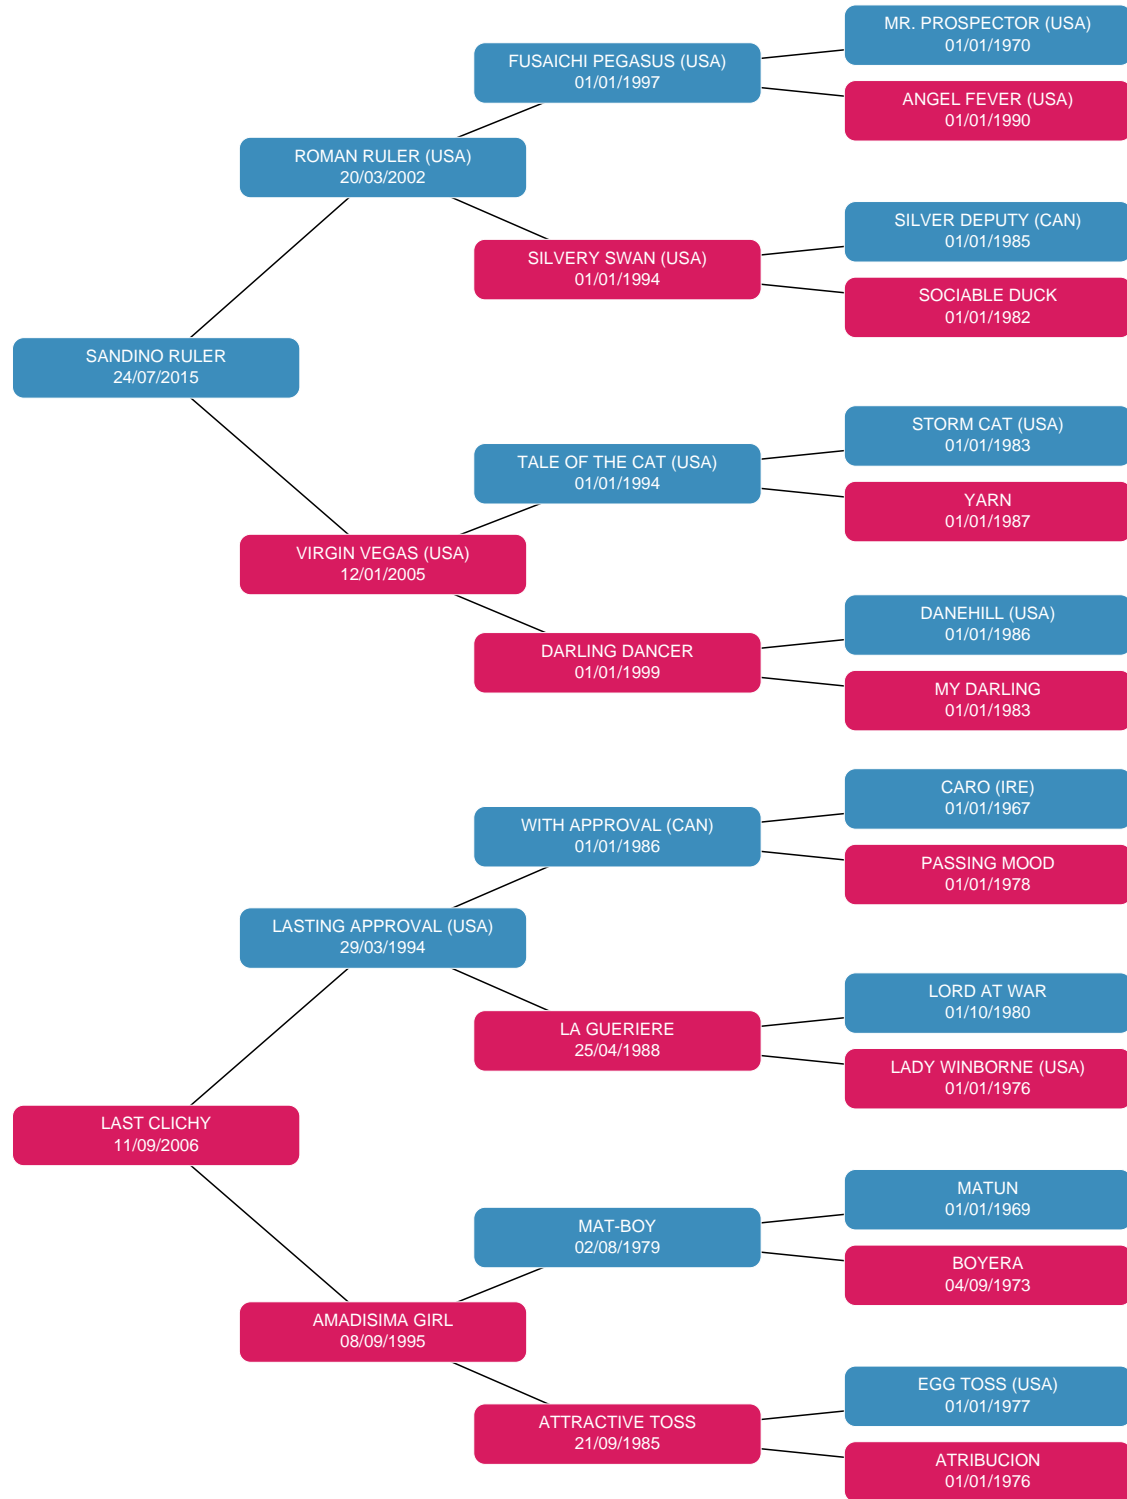 MR. PROSPECTOR (USA)
01/01/1970
FUSAICHI PEGASUS (USA)
01/01/1997
ANGEL FEVER (USA)
01/01/1990
ROMAN RULER (USA)
20/03/2002
SILVER DEPUTY (CAN)
01/01/1985
SILVERY SWAN (USA)
01/01/1994
SOCIABLE DUCK
01/01/1982
SANDINO RULER
24/07/2015
STORM CAT (USA)
01/01/1983
TALE OF THE CAT (USA)
01/01/1994
YARN
01/01/1987
VIRGIN VEGAS (USA)
12/01/2005
DANEHILL (USA)
01/01/1986
DARLING DANCER
01/01/1999
MY DARLING
01/01/1983
CARO (IRE)
01/01/1967
WITH APPROVAL (CAN)
01/01/1986
PASSING MOOD
01/01/1978
LASTING APPROVAL (USA)
29/03/1994
LORD AT WAR
01/10/1980
LA GUERIERE
25/04/1988
LADY WINBORNE (USA)
01/01/1976
LAST CLICHY
11/09/2006
MATUN
01/01/1969
MAT-BOY
02/08/1979
BOYERA
04/09/1973
AMADISIMA GIRL
08/09/1995
EGG TOSS (USA)
01/01/1977
ATTRACTIVE TOSS
21/09/1985
ATRIBUCION
01/01/1976